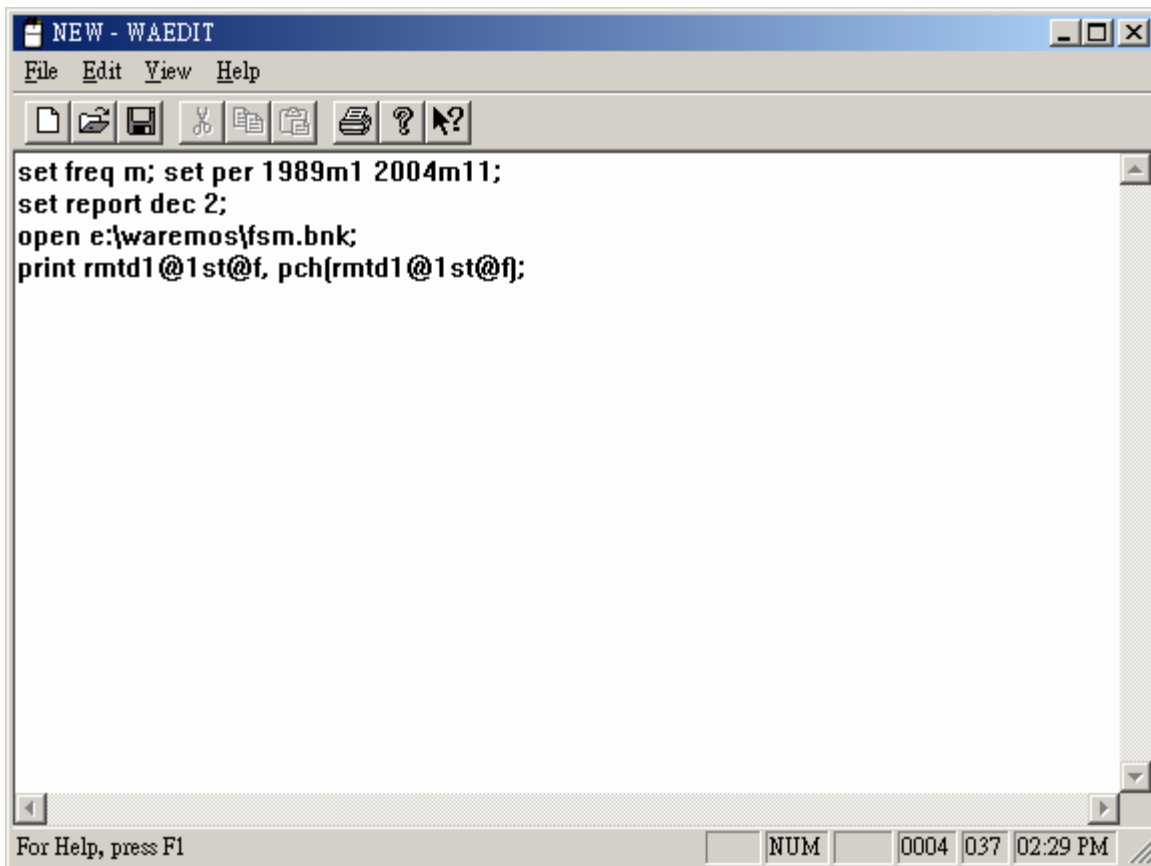 NEW - WAEDIT
File Edit View Help
set freq m; set per 1989m1 2004m11;
set report dec 2;
open e:\waremos\fsm.bnk;
print rmtd1@1st@f, pch(rmtd1@1st@f);
For Help, press F1 NUM 0004 037 02:29 PM